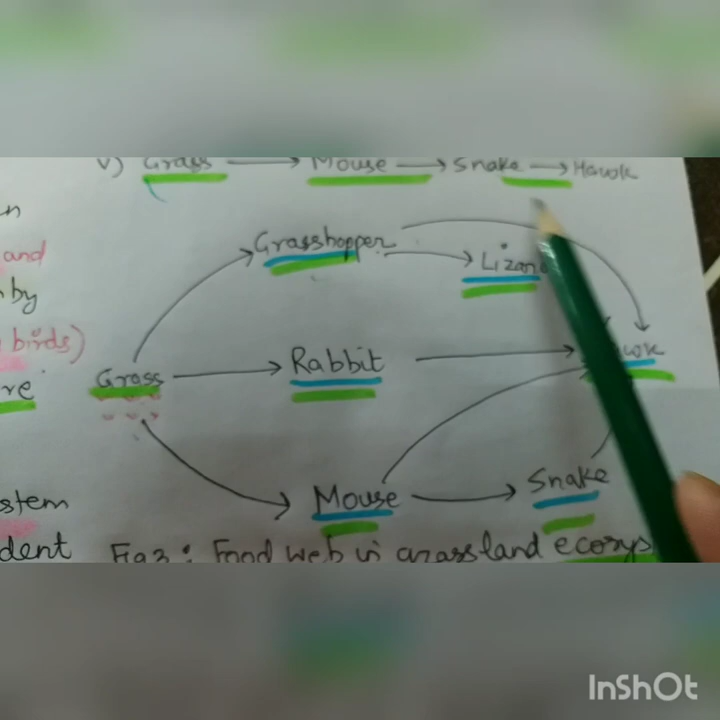 v) Grass → Mouse → Snake → Hawk
n
and
by
birds)
re
Grasshopper
Lizard
Rabbit
Grass
Mouse
Snake
stem
dent
Fig 3: Food web in grassland ecosys
InShOt